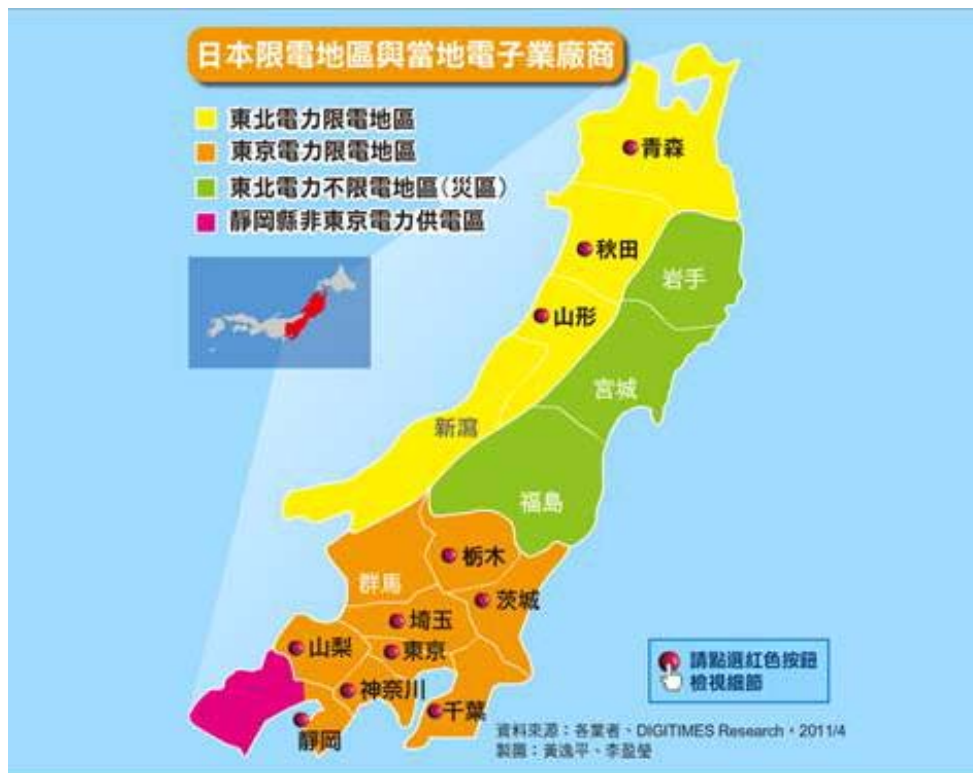 日本限電地區與當地電子業廠商
東北電力限電地區
東京電力限電地區
東北電力不限電地區(災區)
靜岡縣非東京電力供電區
青森
秋田
岩手
山形
宮城
新瀉
福島
栃木
群馬
茨城
埼玉
山梨
東京
神奈川
千葉
靜岡
請點選紅色按鈕
檢視細節
資料來源：各業者、DIGITIMES Research，2011/4
製圖：黃逸平、李盈瑩